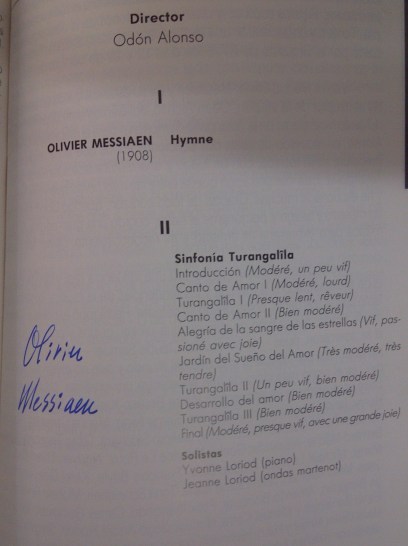 Director
Odón Alonso
I
OLIVIER MESSIAEN Hymne
(1908)
II
Sinfonía Turangalîla
Introducción (Modéré, un peu vif)
Canto de Amor I (Modéré, lourd)
Turangalîla I (Presque lent, rêveur)
Canto de Amor II (Bien modéré)
Alegría de la sangre de las estrellas (Vif, pas-
sioné avec joie)
Jardín del Sueño del Amor (Très modéré, très
tendre)
Turangalîla II (Un peu vif, bien modéré)
Desarrollo del amor (Bien modéré)
Turangalîla III (Bien modéré)
Final (Modéré, presque vif, avec une grande joie)
Solistas
Yvonne Loriod (piano)
Jeanne Loriod (ondas martenot)
Olivier
Messiaen